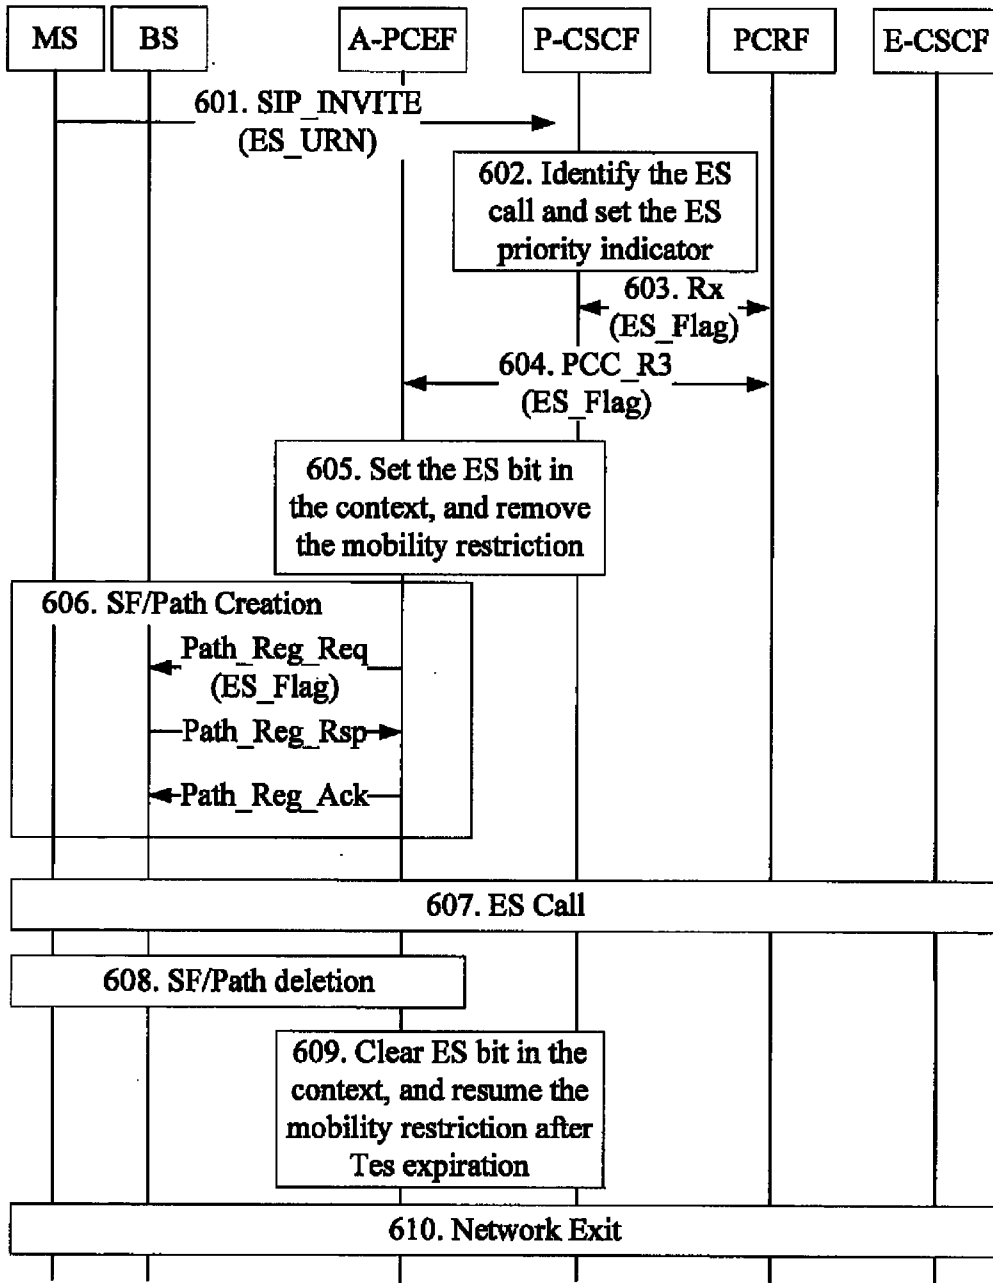 MS BS A-PCEF P-CSCF PCRF E-CSCF
601. SIP_INVITE
(ES_URN)
602. Identify the ES
call and set the ES
priority indicator
603. Rx
(ES_Flag)
604. PCC_R3
(ES_Flag)
605. Set the ES bit in
the context, and remove
the mobility restriction
606. SF/Path Creation
Path_Reg_Req
(ES_Flag)
Path_Reg_Rsp
Path_Reg_Ack
607. ES Call
608. SF/Path deletion
609. Clear ES bit in the
context, and resume the
mobility restriction after
Tes expiration
610. Network Exit